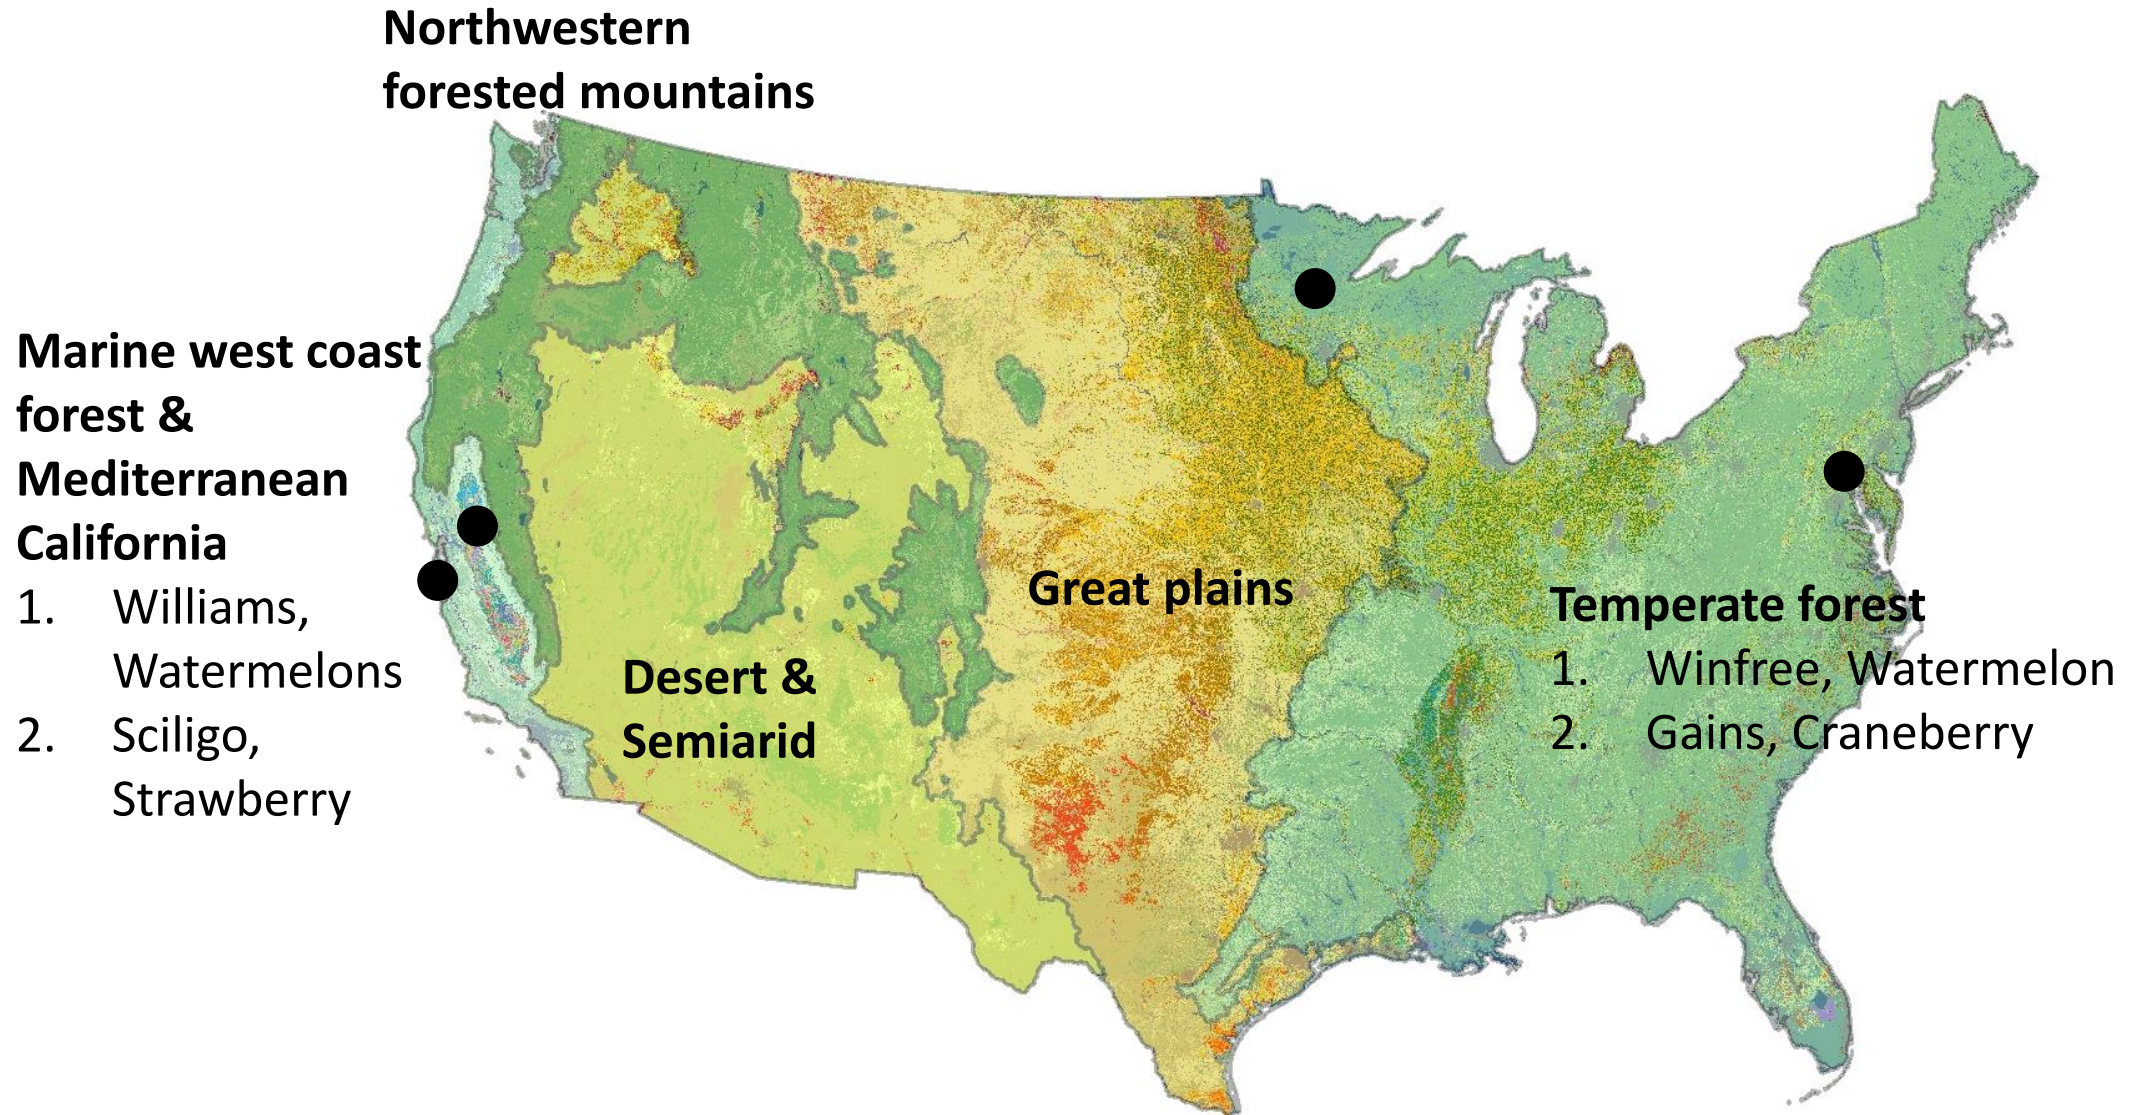 Northwestern
forested mountains
Marine west coast
forest &
Mediterranean
California
1. Williams,
Watermelons
2. Sciligo,
Strawberry
Desert &
Semiarid
Great plains
Temperate forest
1. Winfree, Watermelon
2. Gains, Craneberry